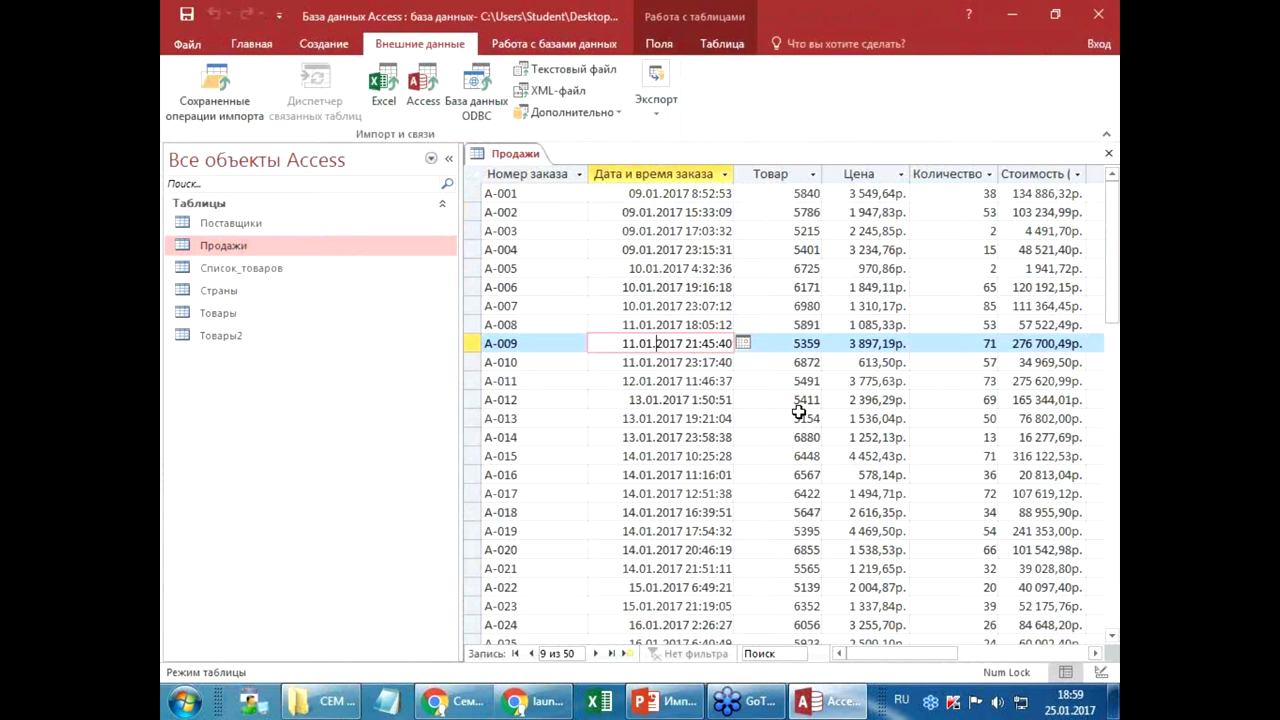 База данных Access : база данных- C:\Users\Student\Desktop...
Работа с таблицами
?
Файл
Главная
Создание
Внешние данные
Работа с базами данных
Поля
Таблица
Что вы хотите сделать?
Вход
Сохраненные операции импорта
Диспетчер связанных таблиц
Excel
Access
База данных ODBC
Текстовый файл
XML-файл
Дополнительно
Экспорт
Импорт и связи
Все объекты Access
Поиск...
Таблицы
Поставщики
Продажи
Список_товаров
Страны
Товары
Товары2
Продажи
Номер заказа Дата и время заказа Товар Цена Количество Стоимость (
А-001 09.01.2017 8:52:53 5840 3 549,64р. 38 134 886,32р.
А-002 09.01.2017 15:33:09 5786 1 947,83р. 53 103 234,99р.
А-003 09.01.2017 17:03:32 5215 2 245,85р. 2 4 491,70р.
А-004 09.01.2017 23:15:31 5401 3 234,76р. 15 48 521,40р.
А-005 10.01.2017 4:32:36 6725 970,86р. 2 1 941,72р.
А-006 10.01.2017 19:16:18 6171 1 849,11р. 65 120 192,15р.
А-007 10.01.2017 23:07:12 6980 1 310,17р. 85 111 364,45р.
А-008 11.01.2017 18:05:12 5891 1 085,33р. 53 57 522,49р.
А-009 11.01.2017 21:45:40 5359 3 897,19р. 71 276 700,49р.
А-010 11.01.2017 23:17:40 6872 613,50р. 57 34 969,50р.
А-011 12.01.2017 11:46:37 5491 3 775,63р. 73 275 620,99р.
А-012 13.01.2017 1:50:51 5411 2 396,29р. 69 165 344,01р.
А-013 13.01.2017 19:21:04 5154 1 536,04р. 50 76 802,00р.
А-014 13.01.2017 23:58:38 6880 1 252,13р. 13 16 277,69р.
А-015 14.01.2017 10:25:28 6448 4 452,43р. 71 316 122,53р.
А-016 14.01.2017 11:16:01 6567 578,14р. 36 20 813,04р.
А-017 14.01.2017 12:51:38 6422 1 494,71р. 72 107 619,12р.
А-018 14.01.2017 16:39:51 5647 2 616,35р. 34 88 955,90р.
А-019 14.01.2017 17:54:32 5395 4 469,50р. 54 241 353,00р.
А-020 14.01.2017 20:46:19 6855 1 538,53р. 66 101 542,98р.
А-021 14.01.2017 21:51:11 5565 1 219,65р. 32 39 028,80р.
А-022 15.01.2017 6:49:21 5139 2 004,87р. 20 40 097,40р.
А-023 15.01.2017 21:19:05 6352 1 337,84р. 39 52 175,76р.
А-024 16.01.2017 2:26:27 6056 3 255,70р. 26 84 648,20р.
А-025 16.01.2017 6:40:49 5923 2 500,10р. 24 60 002,40р.
Запись: 9 из 50 Нет фильтра Поиск
Режим таблицы
Num Lock
СЕМ ...
Сем...
laun...
Имп...
GoT...
Acce...
RU
18:59
25.01.2017